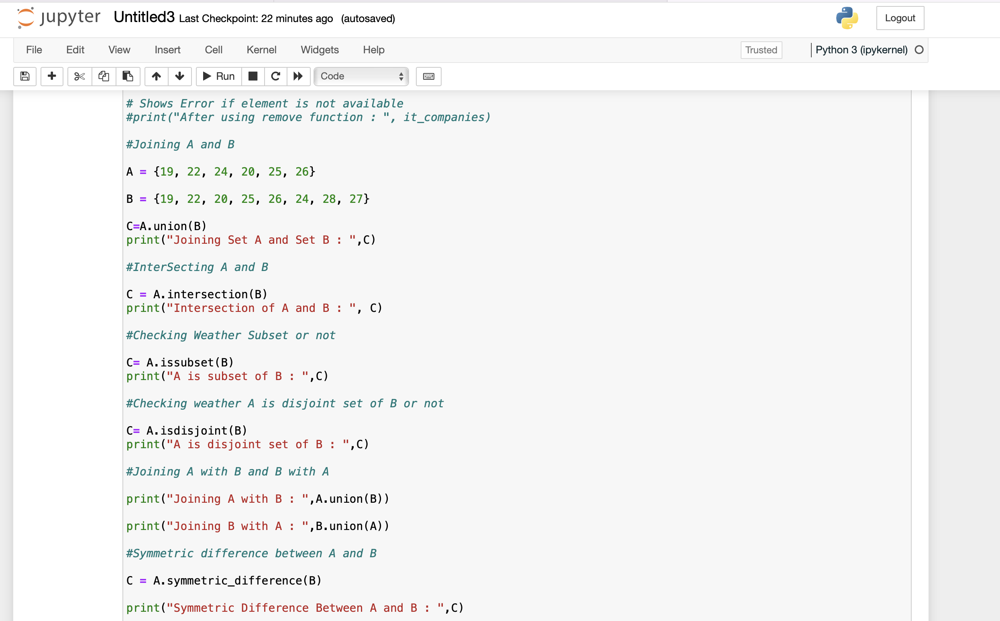 jupyter Untitled3 Last Checkpoint: 22 minutes ago (autosaved) Logout
File Edit View Insert Cell Kernel Widgets Help Trusted Python 3 (ipykernel)
Run Code
# Shows Error if element is not available
#print("After using remove function : ", it_companies)
#Joining A and B
A = {19, 22, 24, 20, 25, 26}
B = {19, 22, 20, 25, 26, 24, 28, 27}
C=A.union(B)
print("Joining Set A and Set B : ",C)
#InterSecting A and B
C = A.intersection(B)
print("Intersection of A and B : ", C)
#Checking Weather Subset or not
C= A.issubset(B)
print("A is subset of B : ",C)
#Checking weather A is disjoint set of B or not
C= A.isdisjoint(B)
print("A is disjoint set of B : ",C)
#Joining A with B and B with A
print("Joining A with B : ",A.union(B))
print("Joining B with A : ",B.union(A))
#Symmetric difference between A and B
C = A.symmetric_difference(B)
print("Symmetric Difference Between A and B : ",C)